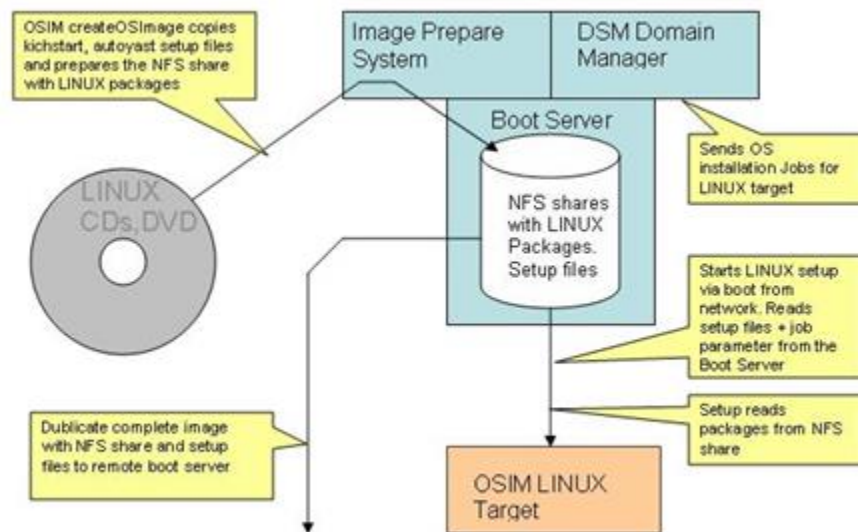 OSIM createOSImage copies
kichstart, autoyast setup files
and prepares the NFS share
with LINUX packages
Image Prepare
System
DSM Domain
Manager
Boot Server
Sends OS
installation Jobs for
LINUX target
LINUX
CDs,DVD
NFS shares
with LINUX
Packages.
Setup files
Starts LINUX setup
via boot from
network. Reads
setup files + job
parameter from the
Boot Server
Dublicate complete image
with NFS share and setup
files to remote boot server
Setup reads
packages from NFS
share
OSIM LINUX
Target